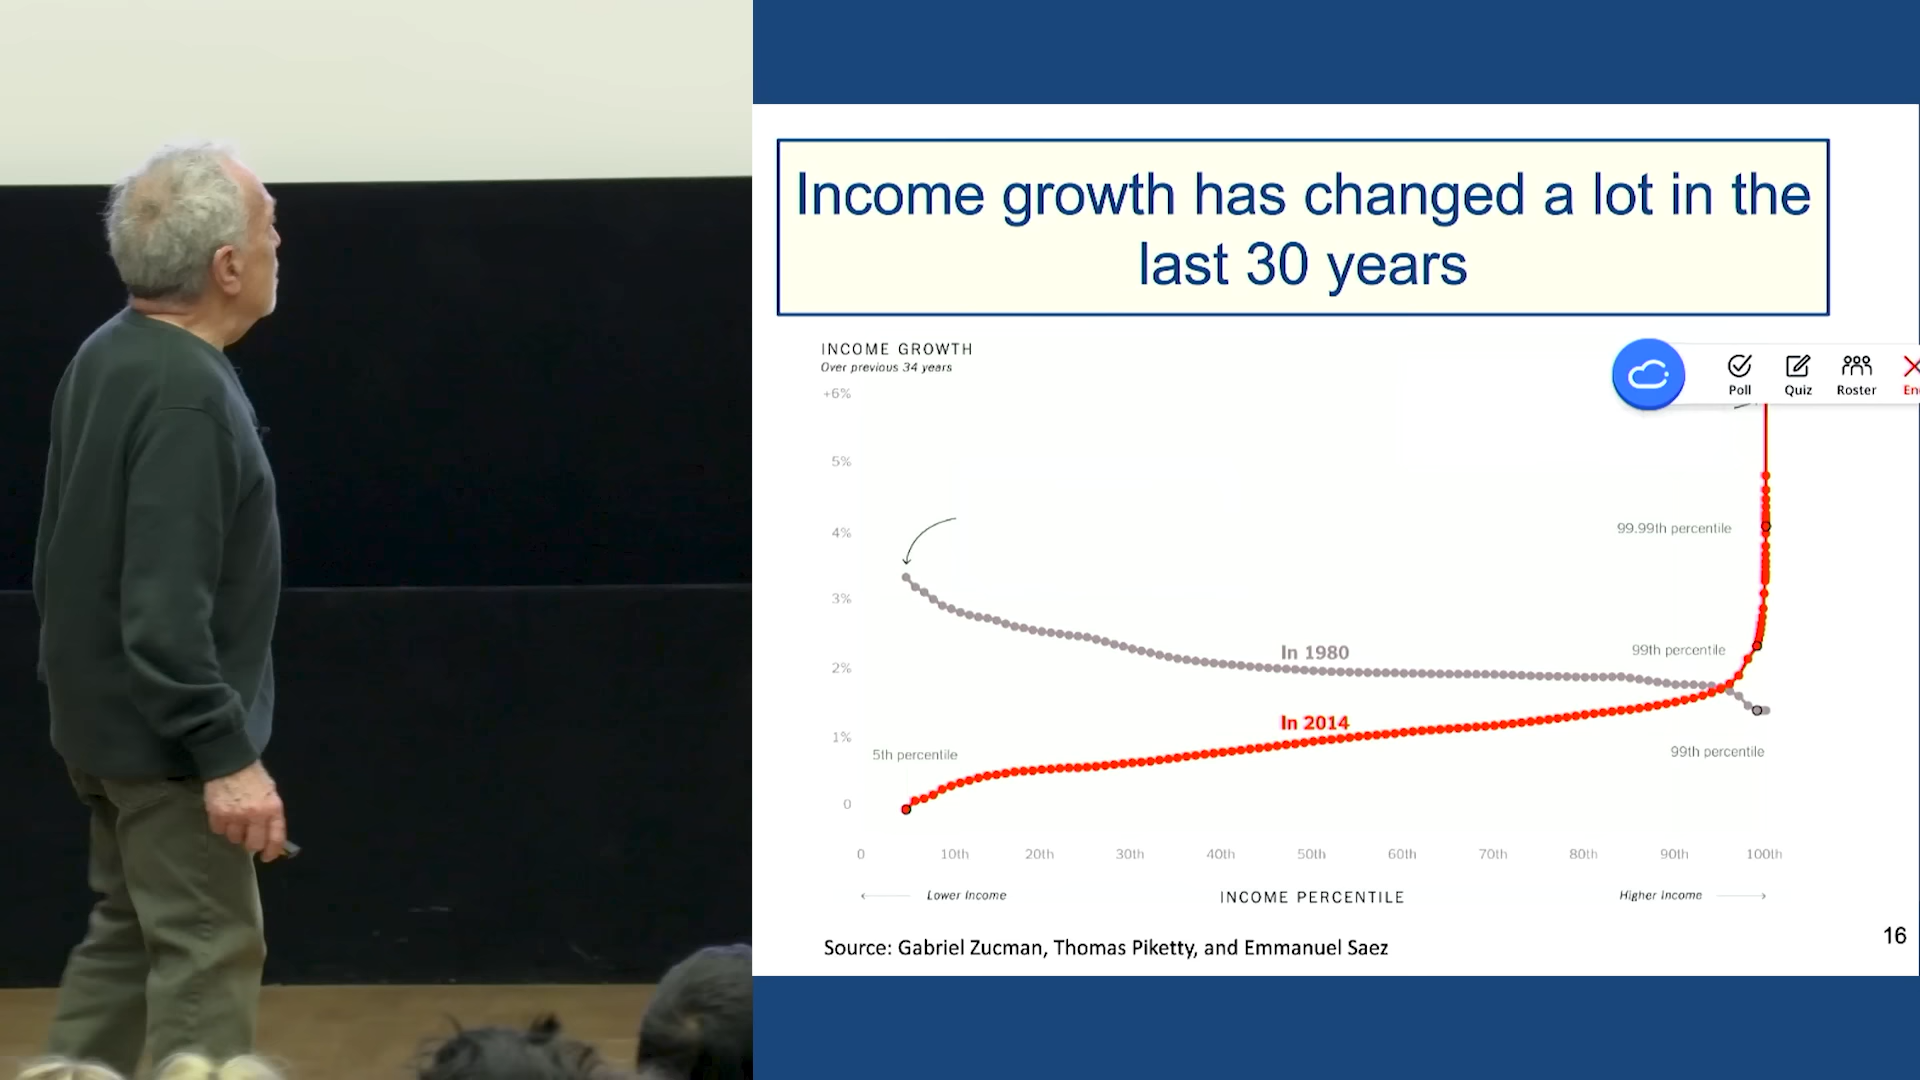 Income growth has changed a lot in the
last 30 years
INCOME GROWTH
Over previous 34 years
+6%
5%
4%
3%
2%
1%
0
Poll
Quiz
Roster
99.99th percentile
In 1980
99th percentile
In 2014
5th percentile
99th percentile
0 10th 20th 30th 40th 50th 60th 70th 80th 90th 100th
Lower Income
INCOME PERCENTILE
Higher Income
Source: Gabriel Zucman, Thomas Piketty, and Emmanuel Saez
16